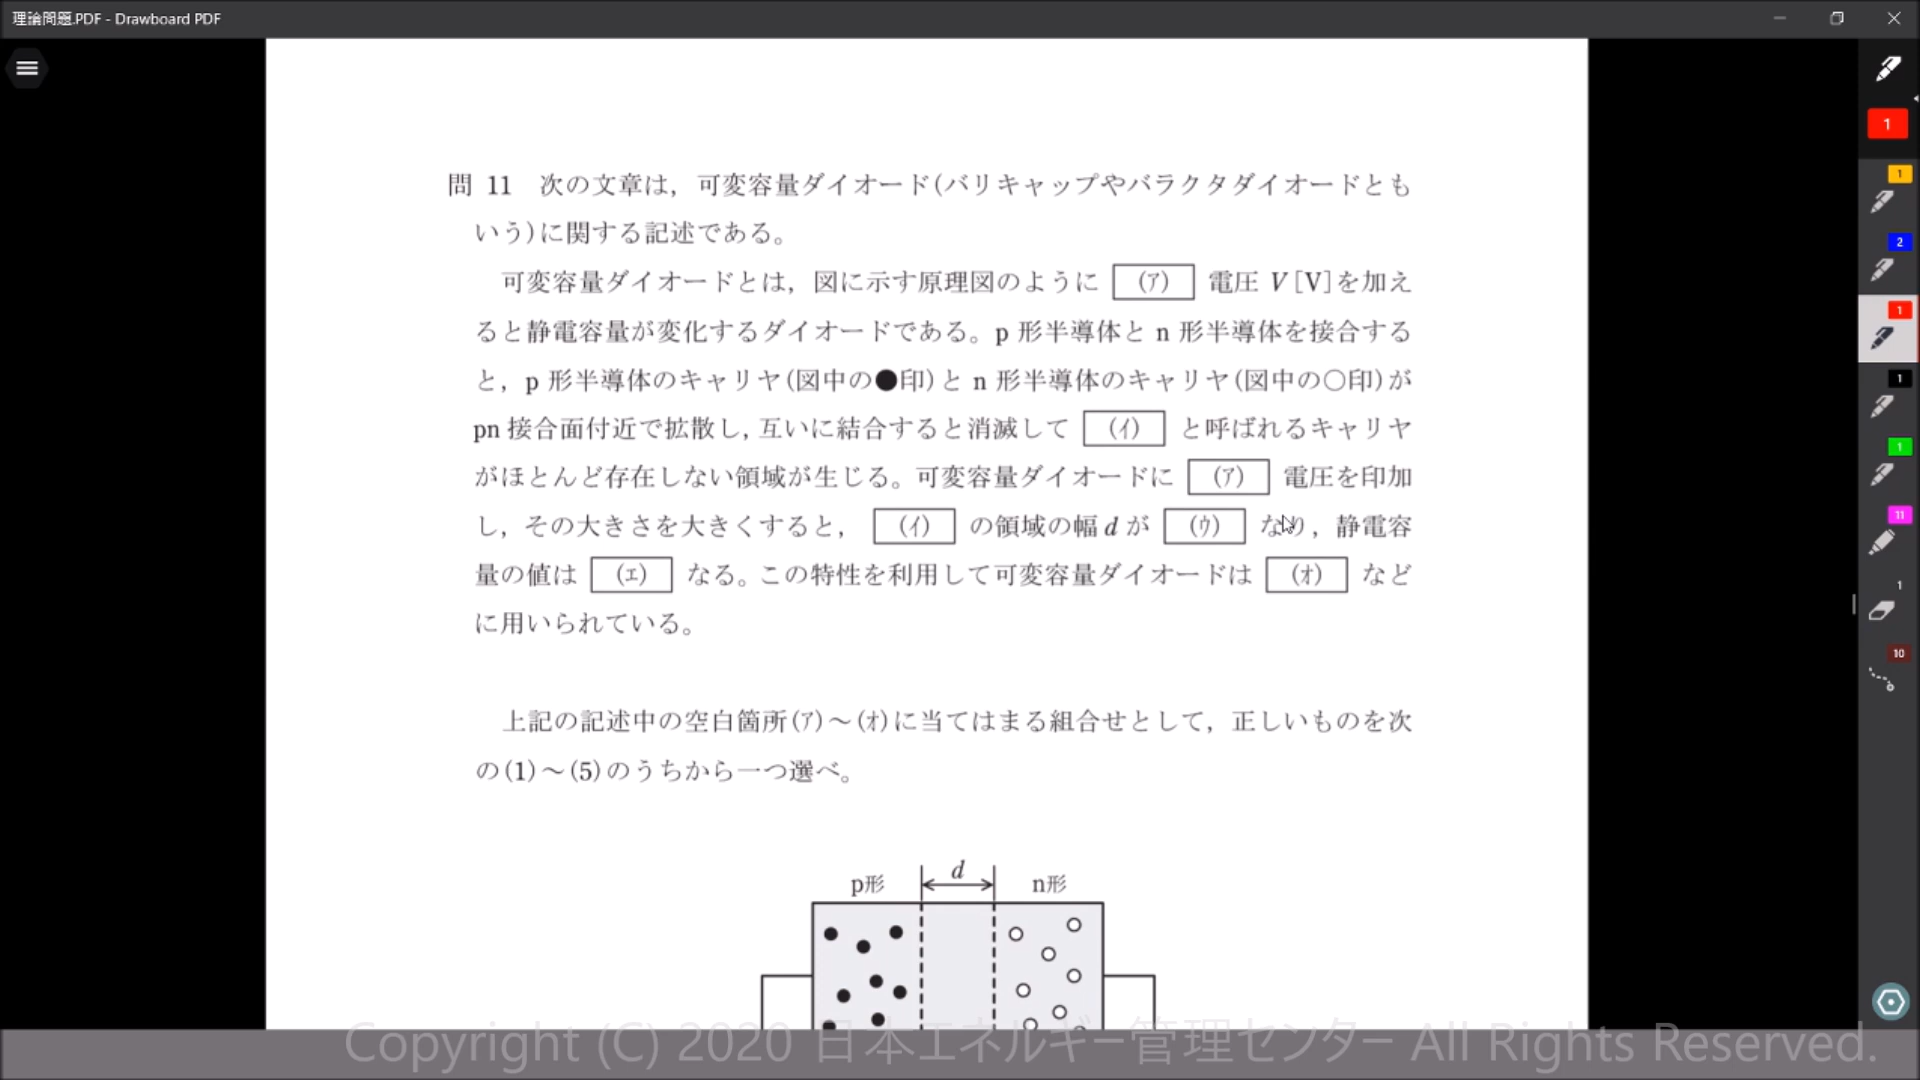 理論問題.PDF - Drawboard PDF
1
1
2
1
1
1
11
1
10
問 11 次の文章は，可変容量ダイオード(バリキャップやバラクタダイオードとも
いう)に関する記述である。
可変容量ダイオードとは，図に示す原理図のように (ア) 電圧 V [V]を加え
ると静電容量が変化するダイオードである。p 形半導体と n 形半導体を接合する
と，p 形半導体のキャリヤ(図中の●印)と n 形半導体のキャリヤ(図中の○印)が
pn 接合面付近で拡散し，互いに結合すると消滅して (イ) と呼ばれるキャリヤ
がほとんど存在しない領域が生じる。可変容量ダイオードに (ア) 電圧を印加
し，その大きさを大きくすると， (イ) の領域の幅 d が (ウ) なり，静電容
量の値は (エ) なる。この特性を利用して可変容量ダイオードは (オ) など
に用いられている。
上記の記述中の空白箇所(ア)～(オ)に当てはまる組合せとして，正しいものを次
の(1)～(5)のうちから一つ選べ。
p形 d n形
Copyright (C) 2020 日本エネルギー管理センター All Rights Reserved.